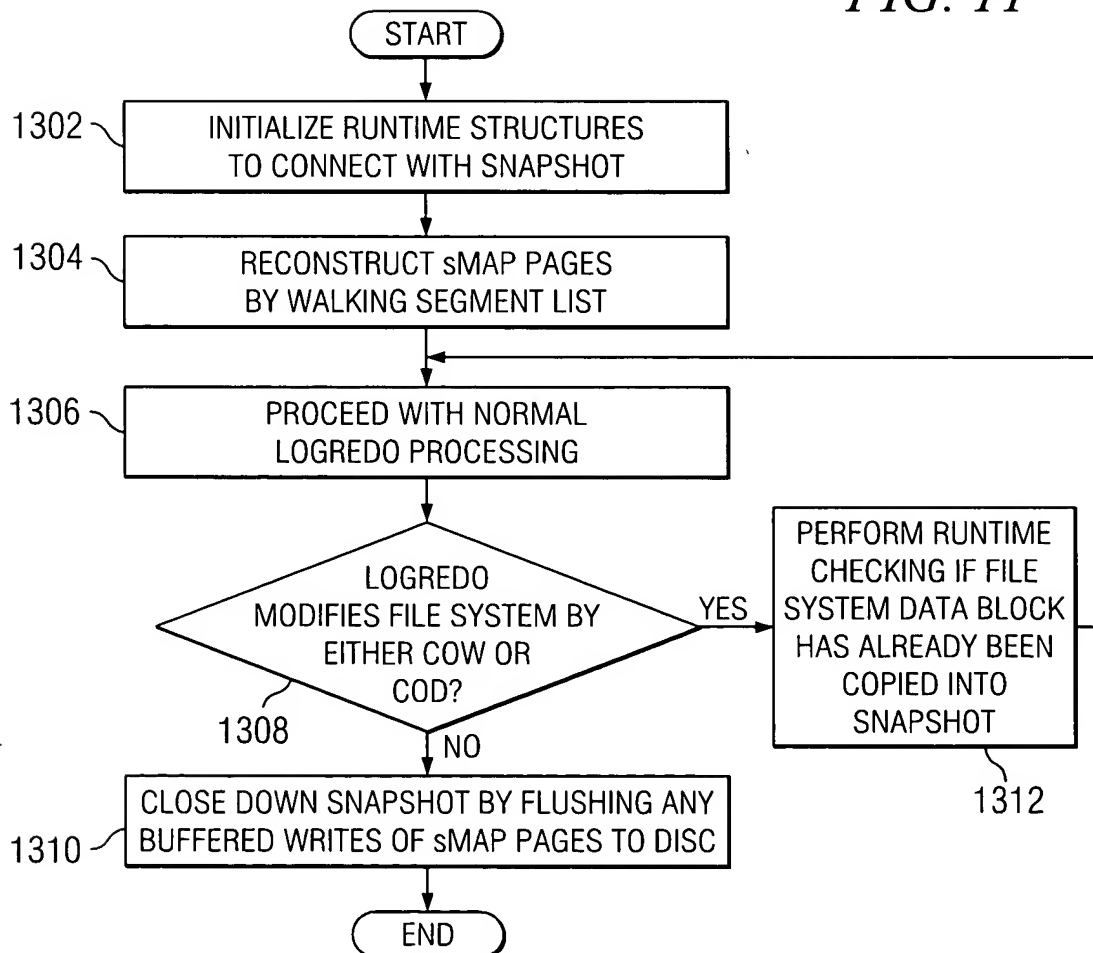 FIG. 11
START
1302
INITIALIZE RUNTIME STRUCTURES
TO CONNECT WITH SNAPSHOT
1304
RECONSTRUCT sMAP PAGES
BY WALKING SEGMENT LIST
1306
PROCEED WITH NORMAL
LOGREDO PROCESSING
LOGREDO
MODIFIES FILE SYSTEM BY
EITHER COW OR
COD?
1308
YES
PERFORM RUNTIME
CHECKING IF FILE
SYSTEM DATA BLOCK
HAS ALREADY BEEN
COPIED INTO
SNAPSHOT
1312
NO
1310
CLOSE DOWN SNAPSHOT BY FLUSHING ANY
BUFFERED WRITES OF sMAP PAGES TO DISC
END